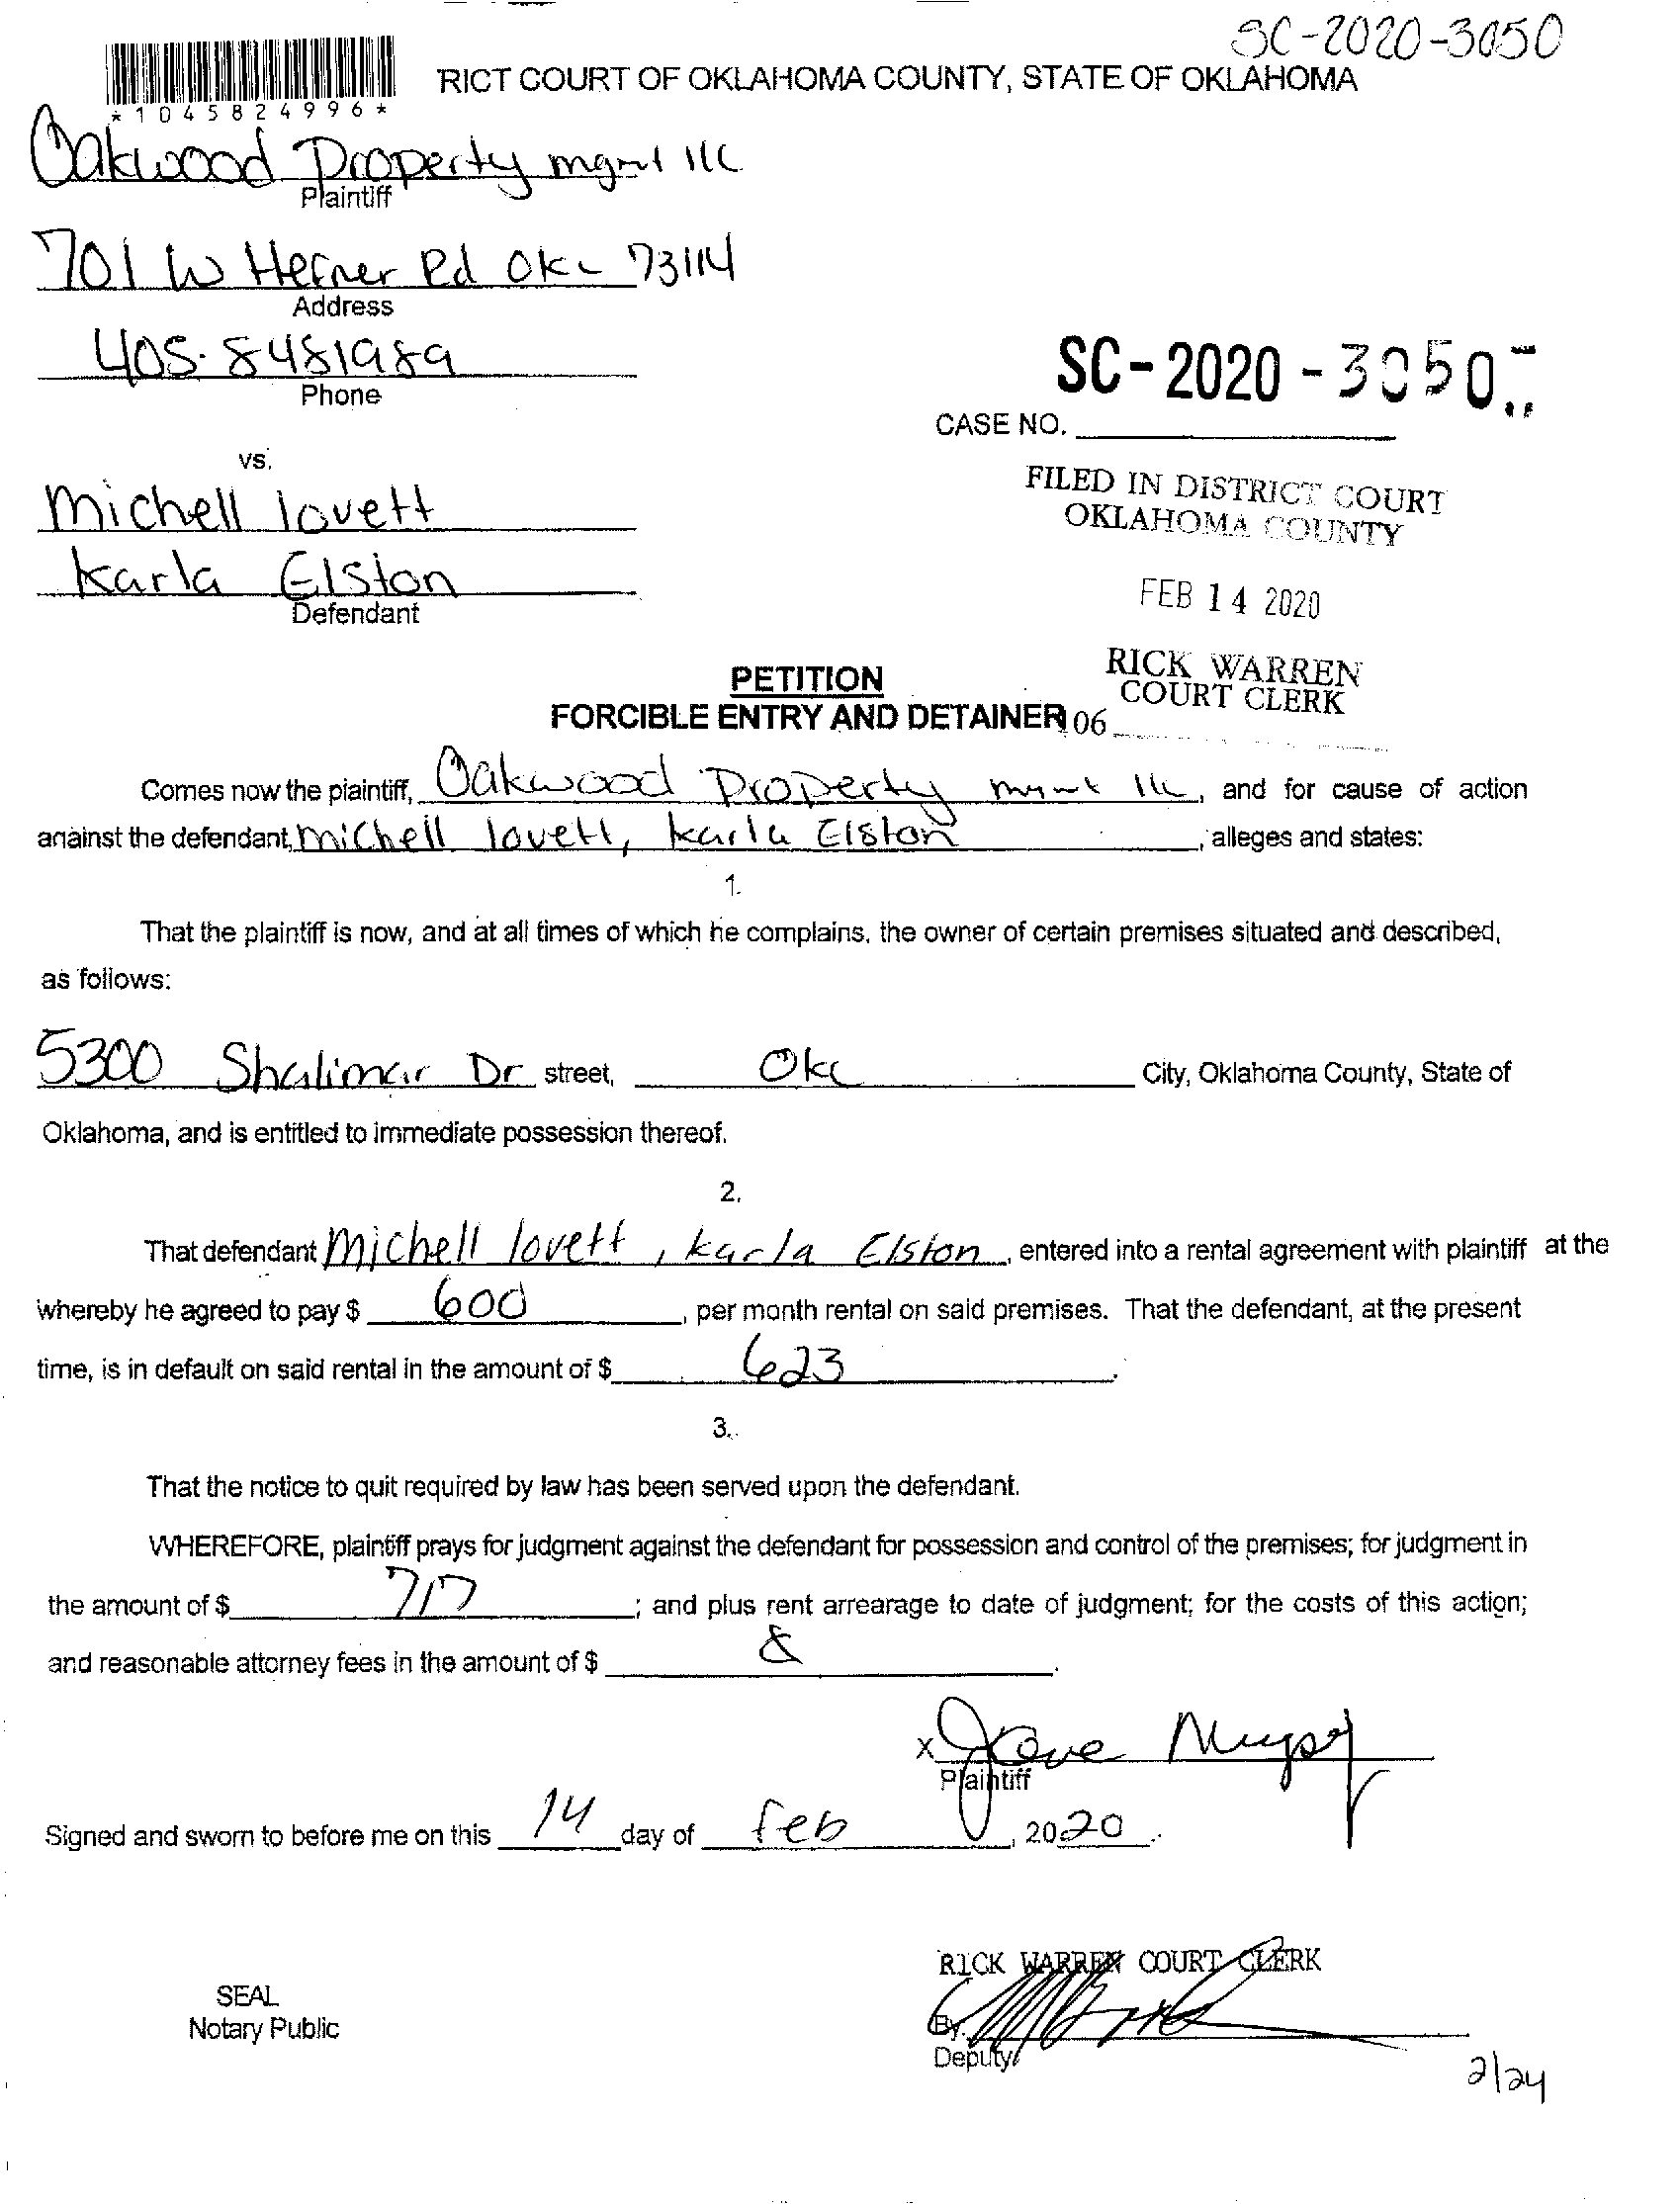 SC-2020-3050
RICT COURT OF OKLAHOMA COUNTY, STATE OF OKLAHOMA
*1045824996*
Oakwood Property mgmt llc
Plaintiff
701 W Hefner Rd Okc 73114
Address
405-8481989
Phone
SC-2020-3050
CASE NO.
vs.
FILED IN DISTRICT COURT
OKLAHOMA COUNTY
michell lovett
karla Elston
Defendant
FEB 14 2020
RICK WARREN
COURT CLERK
PETITION
FORCIBLE ENTRY AND DETAINER 06
Comes now the plaintiff, Oakwood Property mgmt llc, and for cause of action
against the defendant, michell lovett, karla Elston, alleges and states:
1.
That the plaintiff is now, and at all times of which he complains, the owner of certain premises situated and described,
as follows:
5300 Shalimar Dr street, Okc City, Oklahoma County, State of
Oklahoma, and is entitled to immediate possession thereof.
2.
That defendant Michell lovett, karla Elston, entered into a rental agreement with plaintiff at the
whereby he agreed to pay $ 600, per month rental on said premises. That the defendant, at the present
time, is in default on said rental in the amount of $ 623.
3.
That the notice to quit required by law has been served upon the defendant.
WHEREFORE, plaintiff prays for judgment against the defendant for possession and control of the premises; for judgment in
the amount of $ 717; and plus rent arrearage to date of judgment; for the costs of this action;
and reasonable attorney fees in the amount of $
X
Plaintiff
Signed and sworn to before me on this 14 day of feb, 2020.
RICK WARREN COURT CLERK
SEAL
Notary Public
By.
Deputy
2/24